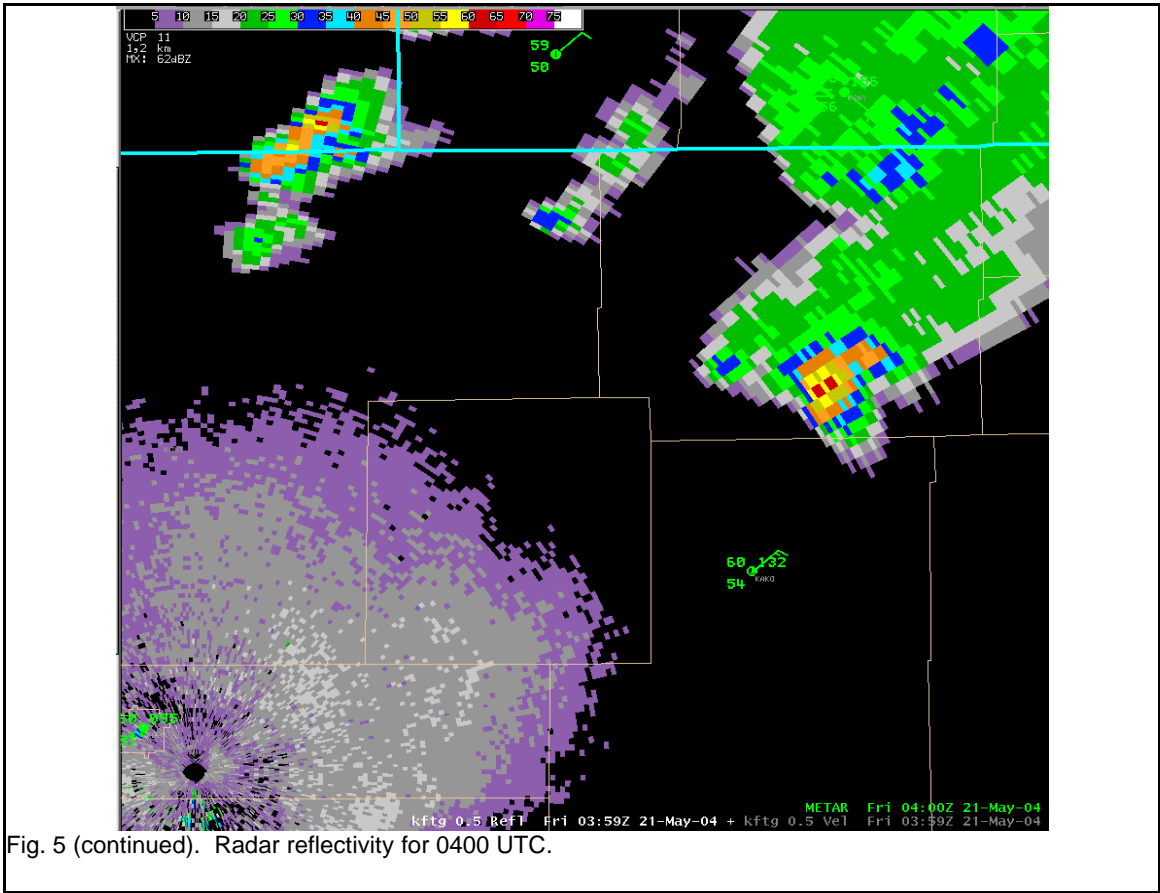 5 10 15 20 25 30 35 40 45 50 55 60 65 70 75
VCP 11
1,2 km
MX: 62dBZ
59
50
60 132
54 KAKO
METAR Fri 04:00Z 21-May-04
kftg 0.5 Refl Fri 03:59Z 21-May-04 + kftg 0.5 Vel Fri 03:59Z 21-May-04
Fig. 5 (continued). Radar reflectivity for 0400 UTC.